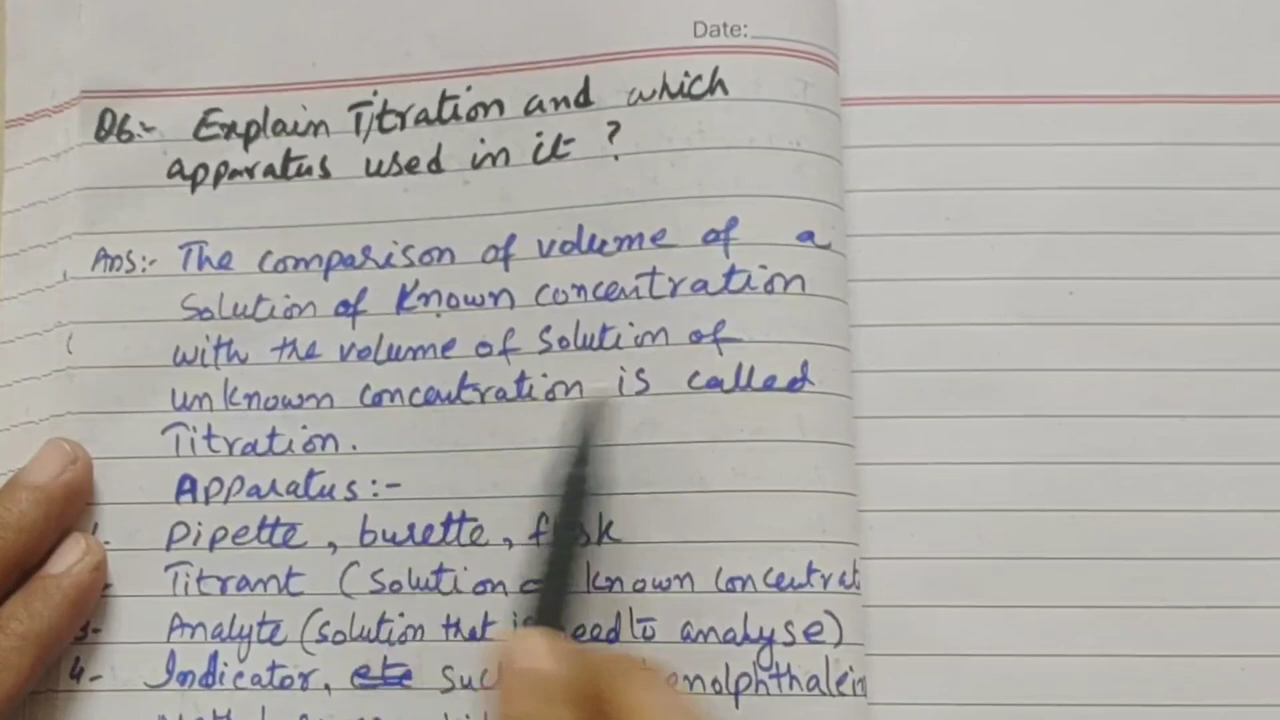 Date:
Q6:- Explain Titration and which
apparatus used in it ?
Ans:- The comparison of volume of a
solution of known concentration
with the volume of solution of
unknown concentration is called
Titration.
Apparatus:-
Pipette, burette,
Titrant (solution known concentrat
3- Analyte (solution that to analyse)
4- Indicator,